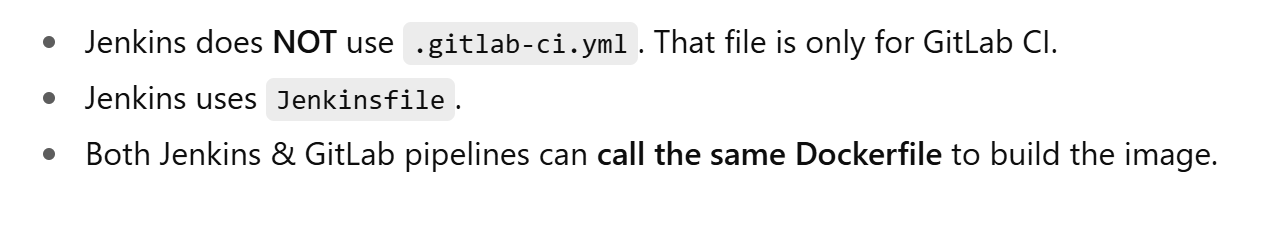 • Jenkins does NOT use .gitlab-ci.yml. That file is only for GitLab CI.
• Jenkins uses Jenkinsfile.
• Both Jenkins & GitLab pipelines can call the same Dockerfile to build the image.